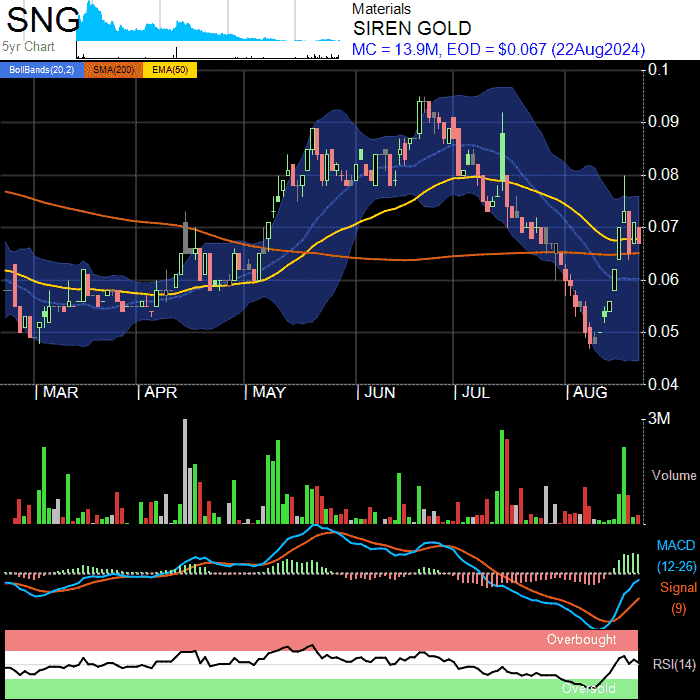 SNG
5yr Chart
Materials
SIREN GOLD
MC = 13.9M, EOD = $0.067 (22Aug2024)
BollBands(20,2) SMA(200) EMA(50)
0.1
0.09
0.08
0.07
0.06
0.05
0.04
MAR APR MAY JUN JUL AUG
3M
Volume
MACD
(12-26)
Signal
(9)
Overbought
RSI(14)
Oversold